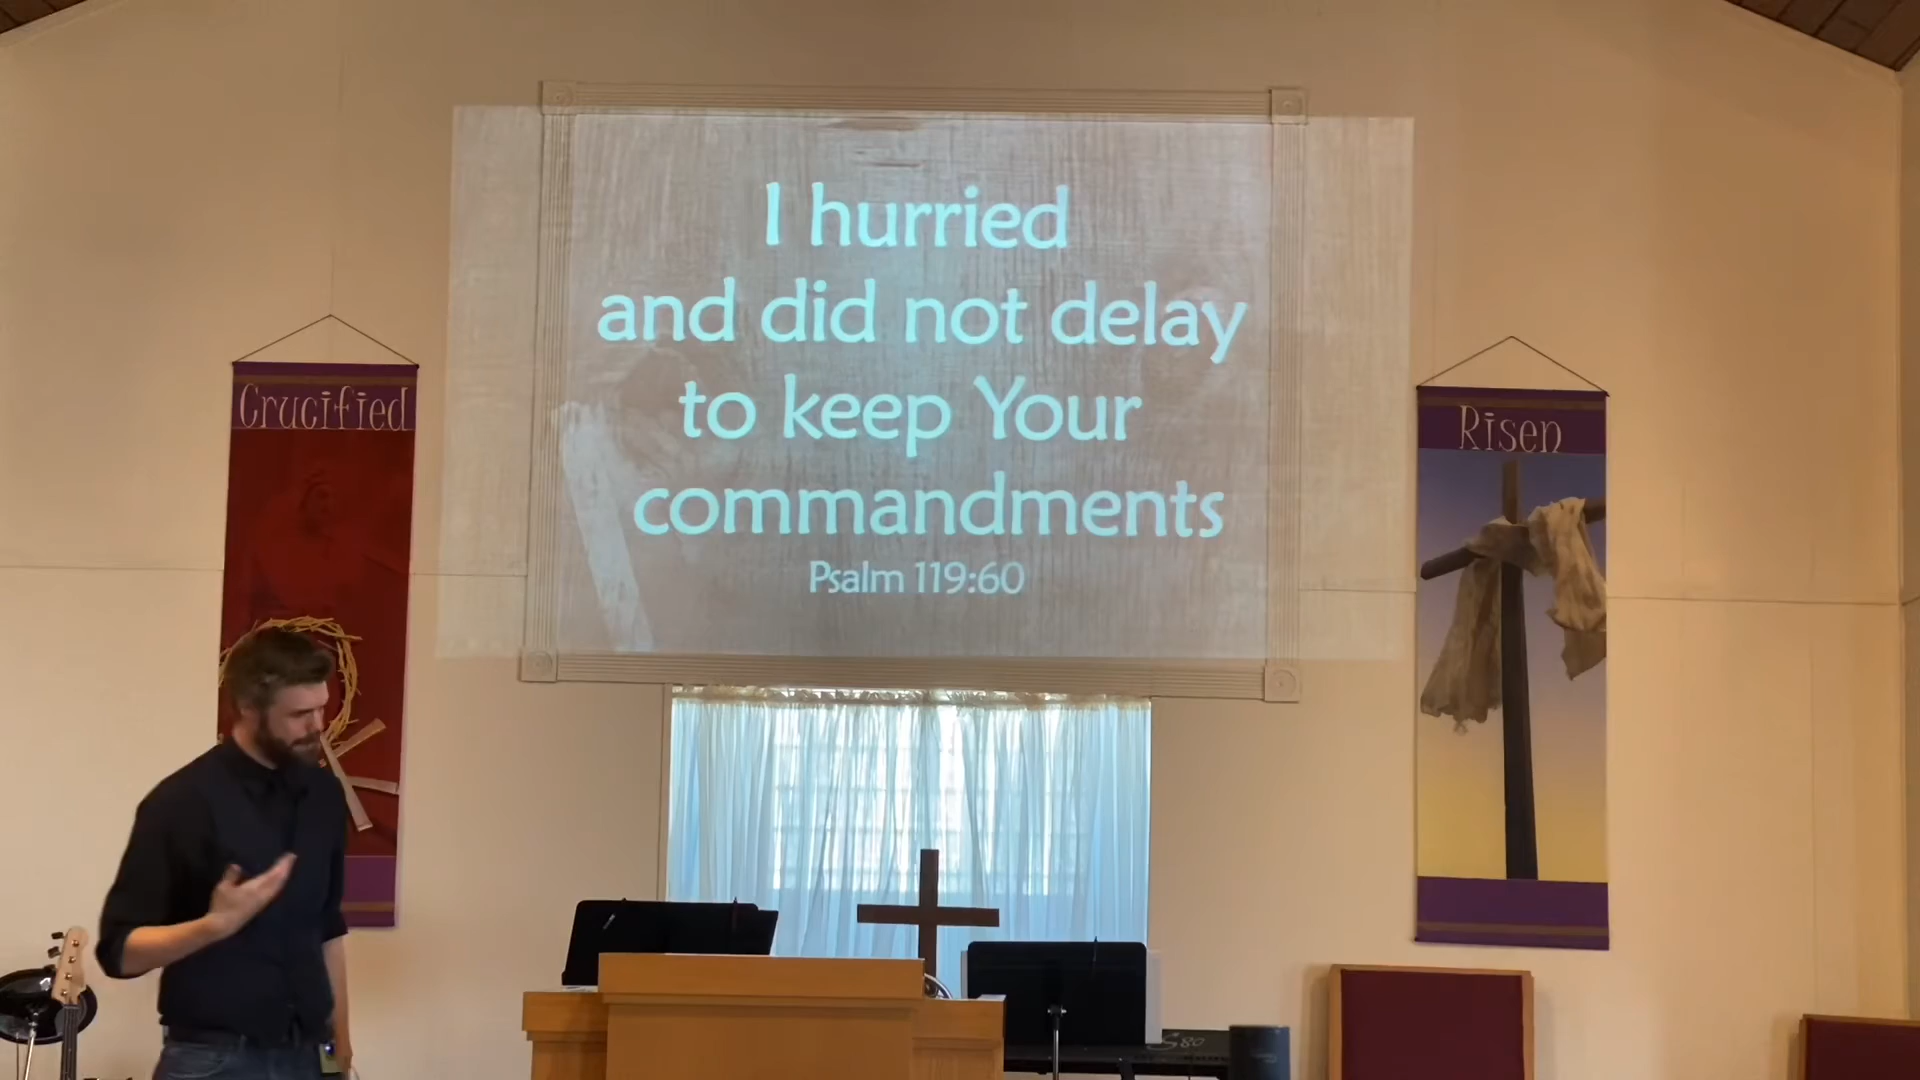 I hurried
and did not delay
to keep Your
commandments
Psalm 119:60
Crucified
Risen